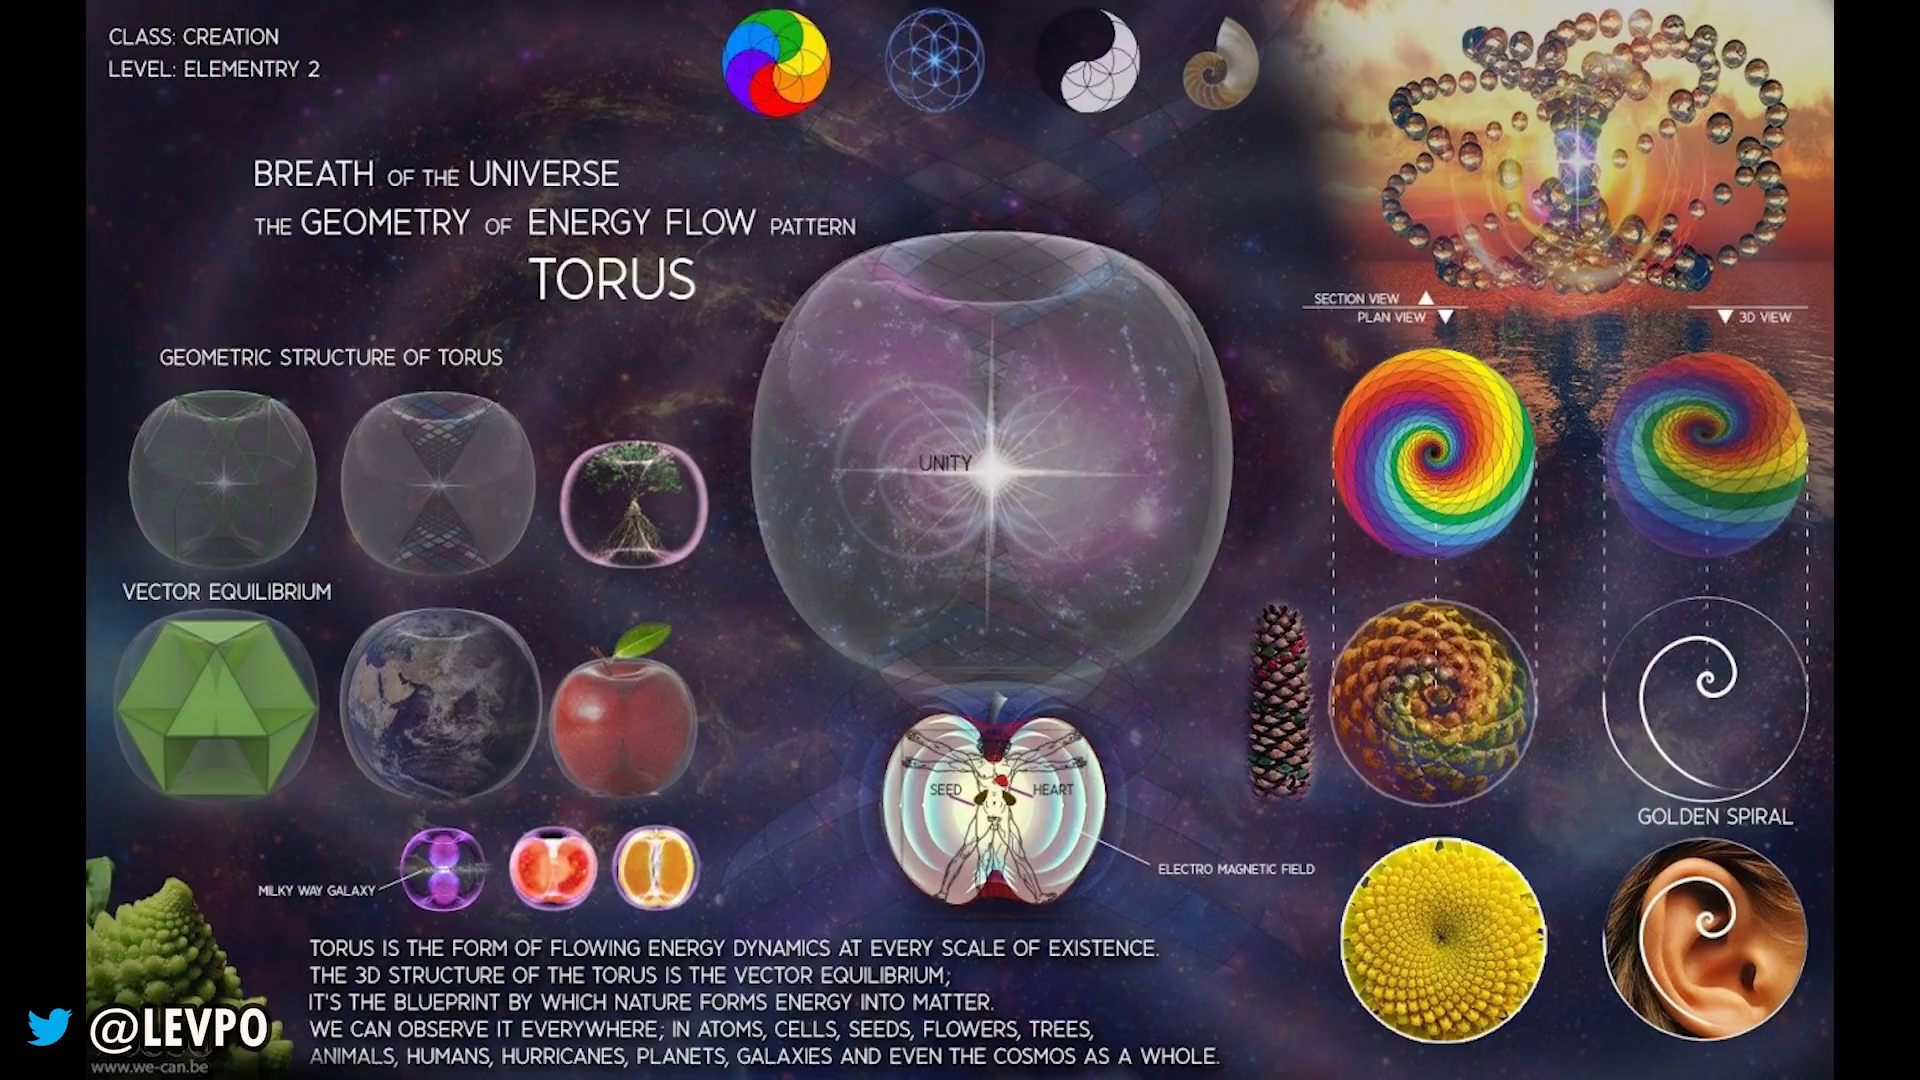 CLASS: CREATION
LEVEL: ELEMENTRY 2
BREATH OF THE UNIVERSE
THE GEOMETRY OF ENERGY FLOW PATTERN
TORUS
SECTION VIEW
PLAN VIEW
3D VIEW
GEOMETRIC STRUCTURE OF TORUS
UNITY
VECTOR EQUILIBRIUM
SEED
HEART
GOLDEN SPIRAL
ELECTRO MAGNETIC FIELD
MILKY WAY GALAXY
TORUS IS THE FORM OF FLOWING ENERGY DYNAMICS AT EVERY SCALE OF EXISTENCE.
THE 3D STRUCTURE OF THE TORUS IS THE VECTOR EQUILIBRIUM;
IT'S THE BLUEPRINT BY WHICH NATURE FORMS ENERGY INTO MATTER.
WE CAN OBSERVE IT EVERYWHERE; IN ATOMS, CELLS, SEEDS, FLOWERS, TREES,
ANIMALS, HUMANS, HURRICANES, PLANETS, GALAXIES AND EVEN THE COSMOS AS A WHOLE.
@LEVPO
www.we-can.be